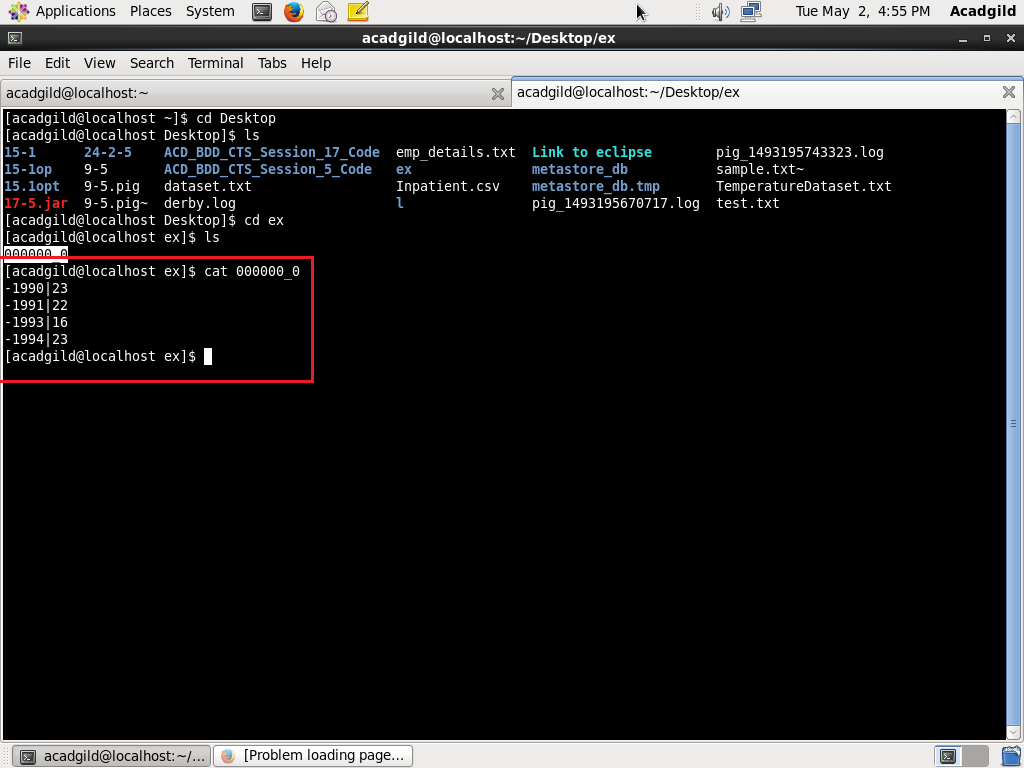 Applications Places System Tue May 2, 4:55 PM Acadgild
acadgild@localhost:~/Desktop/ex
File Edit View Search Terminal Tabs Help
acadgild@localhost:~ acadgild@localhost:~/Desktop/ex
[acadgild@localhost ~]$ cd Desktop
[acadgild@localhost Desktop]$ ls
15-1 24-2-5 ACD_BDD_CTS_Session_17_Code emp_details.txt Link to eclipse pig_1493195743323.log
15-1op 9-5 ACD_BDD_CTS_Session_5_Code ex metastore_db sample.txt~
15.1opt 9-5.pig dataset.txt Inpatient.csv metastore_db.tmp TemperatureDataset.txt
17-5.jar 9-5.pig~ derby.log l pig_1493195670717.log test.txt
[acadgild@localhost Desktop]$ cd ex
[acadgild@localhost ex]$ ls
000000_0
[acadgild@localhost ex]$ cat 000000_0
-1990|23
-1991|22
-1993|16
-1994|23
[acadgild@localhost ex]$
acadgild@localhost:~/... [Problem loading page...